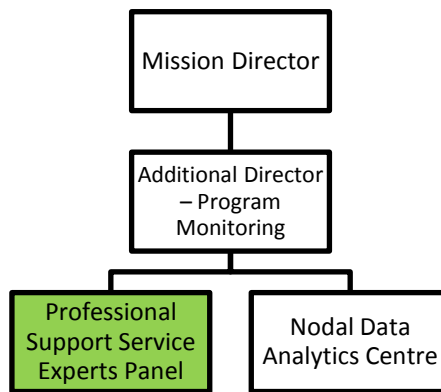 Mission Director
Additional Director
– Program
Monitoring
Professional
Support Service
Experts Panel
Nodal Data
Analytics Centre